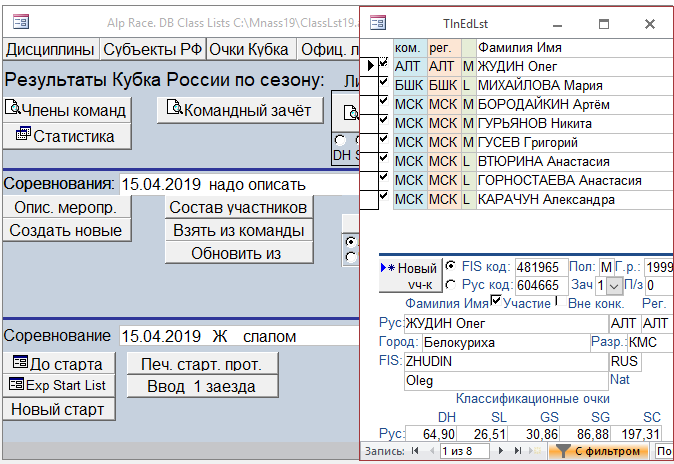 Alp Race. DB Class Lists C:\Mnass19\ClassLst19.a
Дисциплины Субъекты РФ Очки Кубка Офиц. л
Результаты Кубка России по сезону: Ли
Члены команд Командный зачёт
Статистика
DH S
Соревнования: 15.04.2019 надо описать
Опис. меропр. Состав участников
Создать новые Взять из команды
Обновить из
Соревнование 15.04.2019 Ж слалом
До старта Печ. старт. прот.
Exp Start List Ввод 1 заезда
Новый старт
TInEdLst
ком. рег. Фамилия Имя
АЛТ АЛТ M ЖУДИН Олег
БШК БШК L МИХАЙЛОВА Мария
МСК МСК M БОРОДАЙКИН Артём
МСК МСК M ГУРЬЯНОВ Никита
МСК МСК M ГУСЕВ Григорий
МСК МСК L ВТЮРИНА Анастасия
МСК МСК L ГОРНОСТАЕВА Анастасия
МСК МСК L КАРАЧУН Александра
Новый уч-к FIS код: 481965 Пол: M Г.р.: 1999
Рус код: 604665 Зач 1 П/з 0
Фамилия Имя Участие Вне конк. Рег.
Рус: ЖУДИН Олег АЛТ АЛТ
Город: Белокуриха Разр.: КМС
FIS: ZHUDIN RUS
Oleg Nat
Классификационные очки
DH SL GS SG SC
Рус: 64,90 26,51 30,86 86,88 197,31
Запись: 1 из 8 С фильтром По